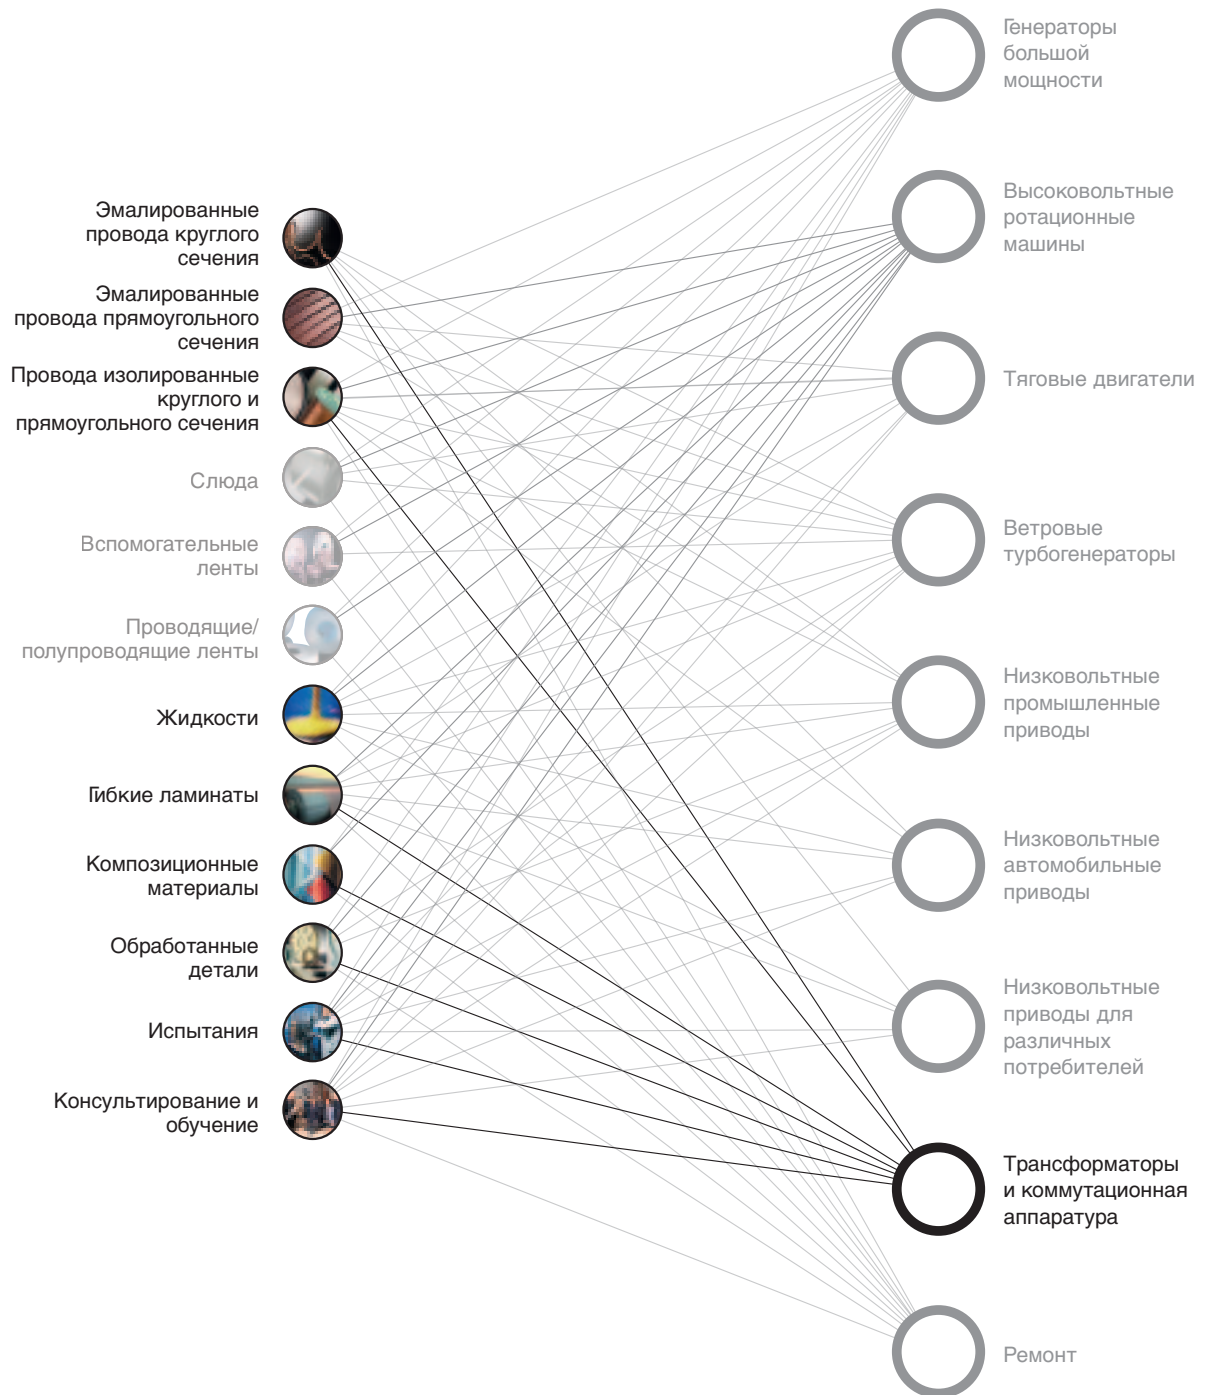 Эмалированные
провода круглого
сечения
Эмалированные
провода прямоугольного
сечения
Провода изолированные
круглого и
прямоугольного сечения
Слюда
Вспомогательные
ленты
Проводящие/
полупроводящие ленты
Жидкости
Гибкие ламинаты
Композиционные
материалы
Обработанные
детали
Испытания
Консультирование и
обучение
Генераторы
большой
мощности
Высоковольтные
ротационные
машины
Тяговые двигатели
Ветровые
турбогенераторы
Низковольтные
промышленные
приводы
Низковольтные
автомобильные
приводы
Низковольтные
приводы для
различных
потребителей
Трансформаторы
и коммутационная
аппаратура
Ремонт